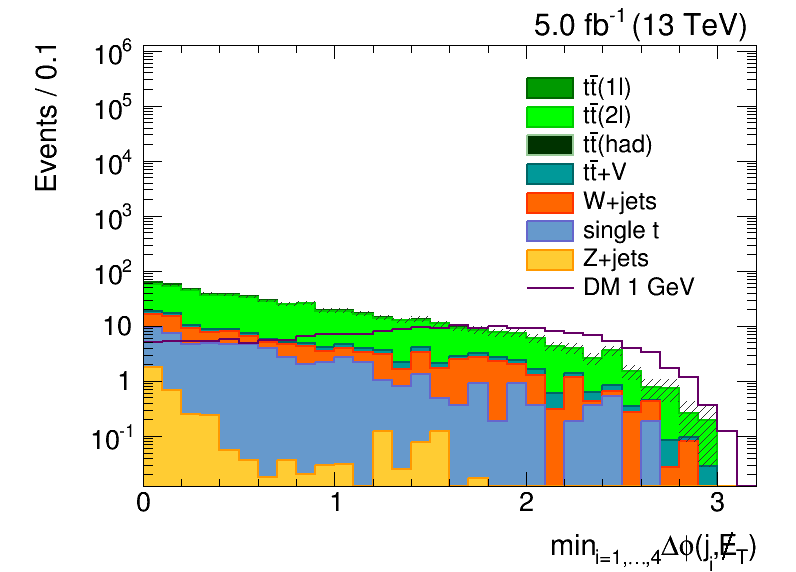 5.0 fb⁻¹ (13 TeV)
Events / 0.1
10⁶
10⁵
10⁴
10³
10²
10
1
10⁻¹
tt̄(1l)
tt̄(2l)
tt̄(had)
tt̄+V
W+jets
single t
Z+jets
DM 1 GeV
0 1 2 3
min_{i=1,...,4}Δϕ(j_i,E̸_T)